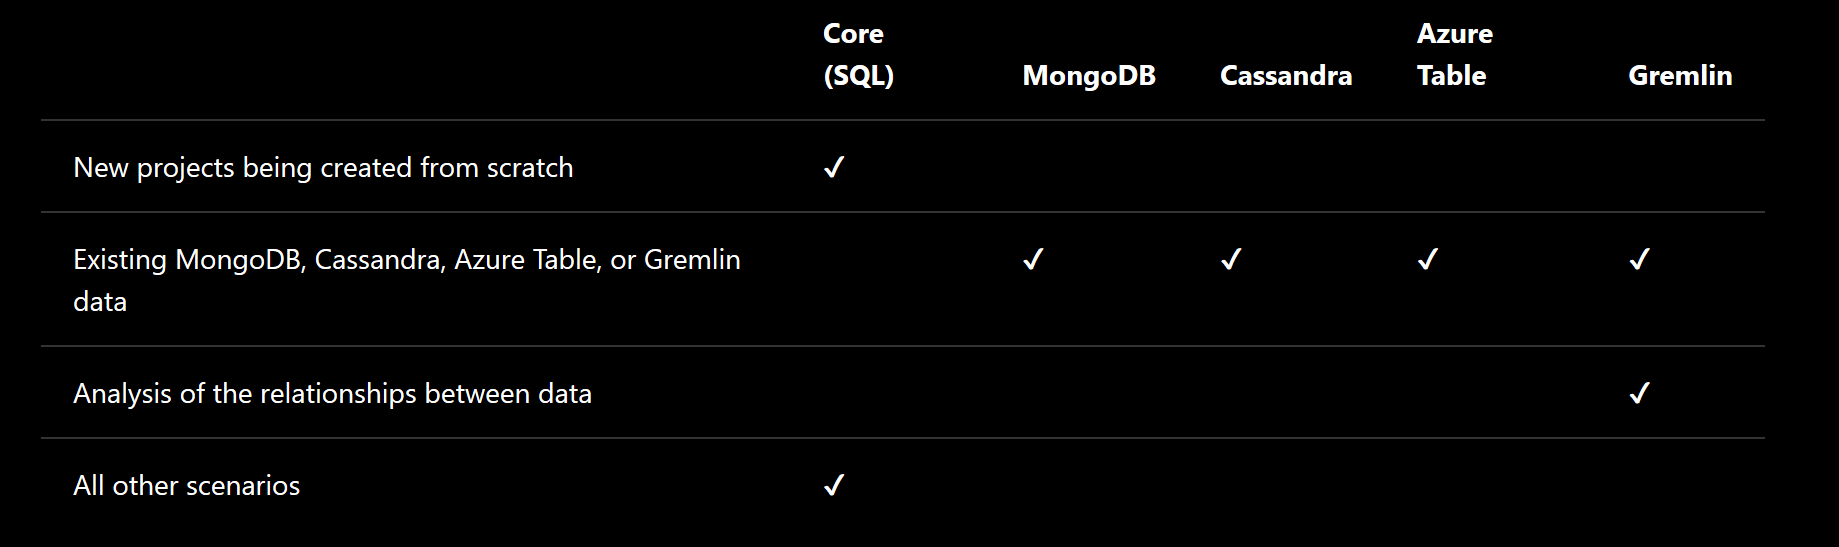 Core
(SQL)
MongoDB
Cassandra
Azure
Table
Gremlin
New projects being created from scratch ✓
Existing MongoDB, Cassandra, Azure Table, or Gremlin
data ✓ ✓ ✓ ✓
Analysis of the relationships between data ✓
All other scenarios ✓